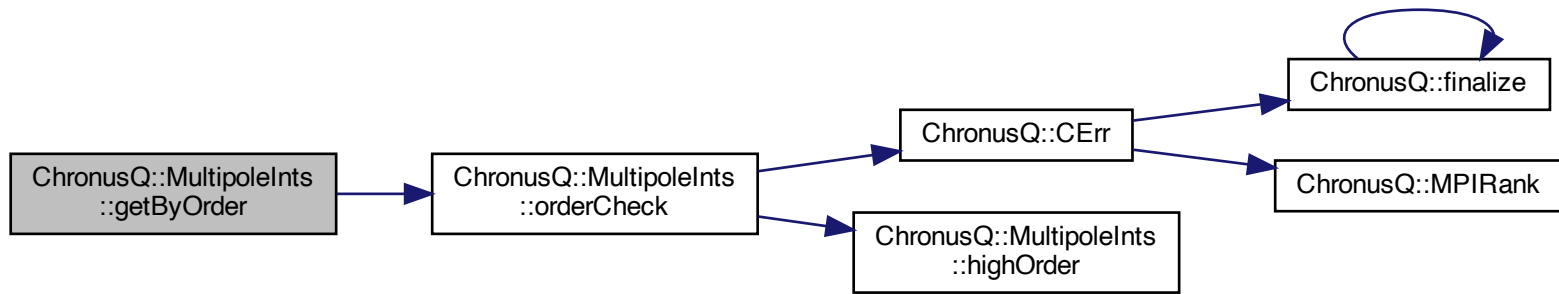 ChronusQ::MultipoleInts
::getByOrder
ChronusQ::MultipoleInts
::orderCheck
ChronusQ::CErr
ChronusQ::finalize
ChronusQ::MPIRank
ChronusQ::MultipoleInts
::highOrder